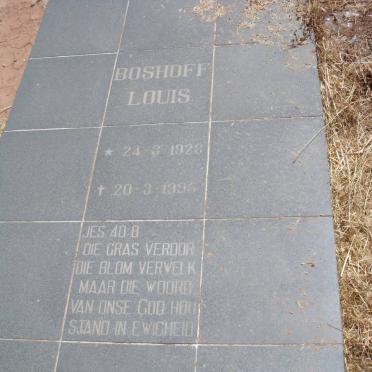 BOSHOFF
LOUIS
* 24-3-1928
† 20-3-1995
JES 40:8
DIE GRAS VERDOR
DIE BLOM VERWELK
MAAR DIE WOORD
VAN ONSE GOD HOU
STAND IN EWIGHEID